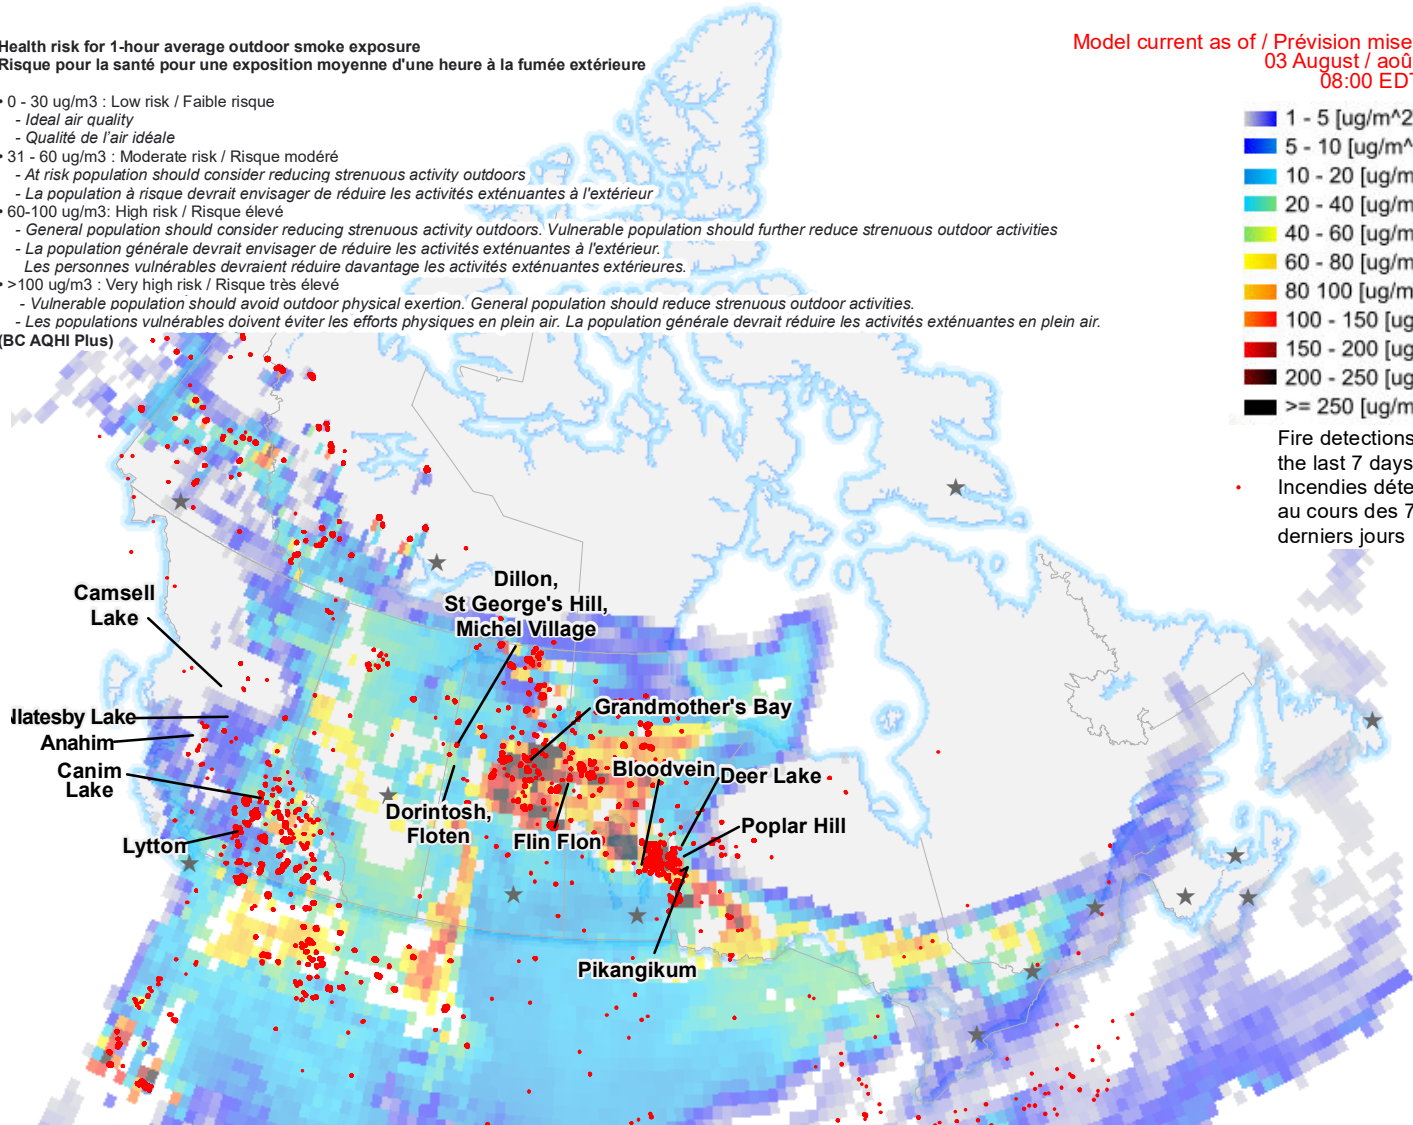 Health risk for 1-hour average outdoor smoke exposure
Risque pour la santé pour une exposition moyenne d'une heure à la fumée extérieure
• 0 - 30 ug/m3 : Low risk / Faible risque
- Ideal air quality
- Qualité de l'air idéale
• 31 - 60 ug/m3 : Moderate risk / Risque modéré
- At risk population should consider reducing strenuous activity outdoors
- La population à risque devrait envisager de réduire les activités exténuantes à l'extérieur
• 60-100 ug/m3: High risk / Risque élevé
- General population should consider reducing strenuous activity outdoors. Vulnerable population should further reduce strenuous outdoor activities
- La population générale devrait envisager de réduire les activités exténuantes à l'extérieur.
Les personnes vulnérables devraient réduire davantage les activités exténuantes extérieures.
• >100 ug/m3 : Very high risk / Risque très élevé
- Vulnerable population should avoid outdoor physical exertion. General population should reduce strenuous outdoor activities.
- Les populations vulnérables doivent éviter les efforts physiques en plein air. La population générale devrait réduire les activités exténuantes en plein air.
(BC AQHI Plus)
Model current as of / Prévision mise
03 August / aoû
08:00 EDT
1 - 5 [ug/m^2
5 - 10 [ug/m^
10 - 20 [ug/m
20 - 40 [ug/m
40 - 60 [ug/m
60 - 80 [ug/m
80 100 [ug/m
100 - 150 [ug
150 - 200 [ug
200 - 250 [ug
>= 250 [ug/m
Fire detections
the last 7 days
Incendies déte
au cours des 7
derniers jours
Camsell
Lake
Dillon,
St George's Hill,
Michel Village
llatesby Lake
Anahim
Canim
Lake
Lytton
Grandmother's Bay
Bloodvein
Deer Lake
Dorintosh,
Floten
Flin Flon
Poplar Hill
Pikangikum